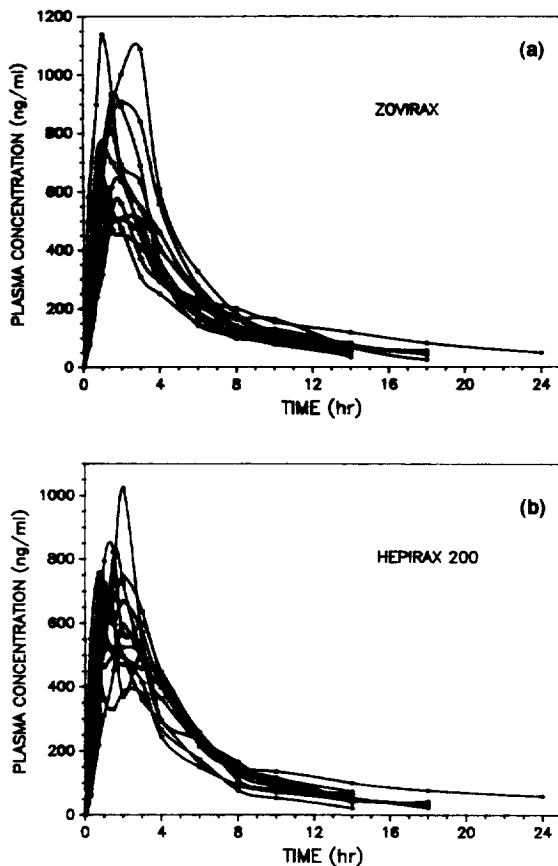 (a)
ZOVIRAX
PLASMA CONCENTRATION (ng/ml)
1200
1000
800
600
400
200
0
0 4 8 12 16 20 24
TIME (hr)
(b)
HEPIRAX 200
PLASMA CONCENTRATION (ng/ml)
1000
800
600
400
200
0
0 4 8 12 16 20 24
TIME (hr)